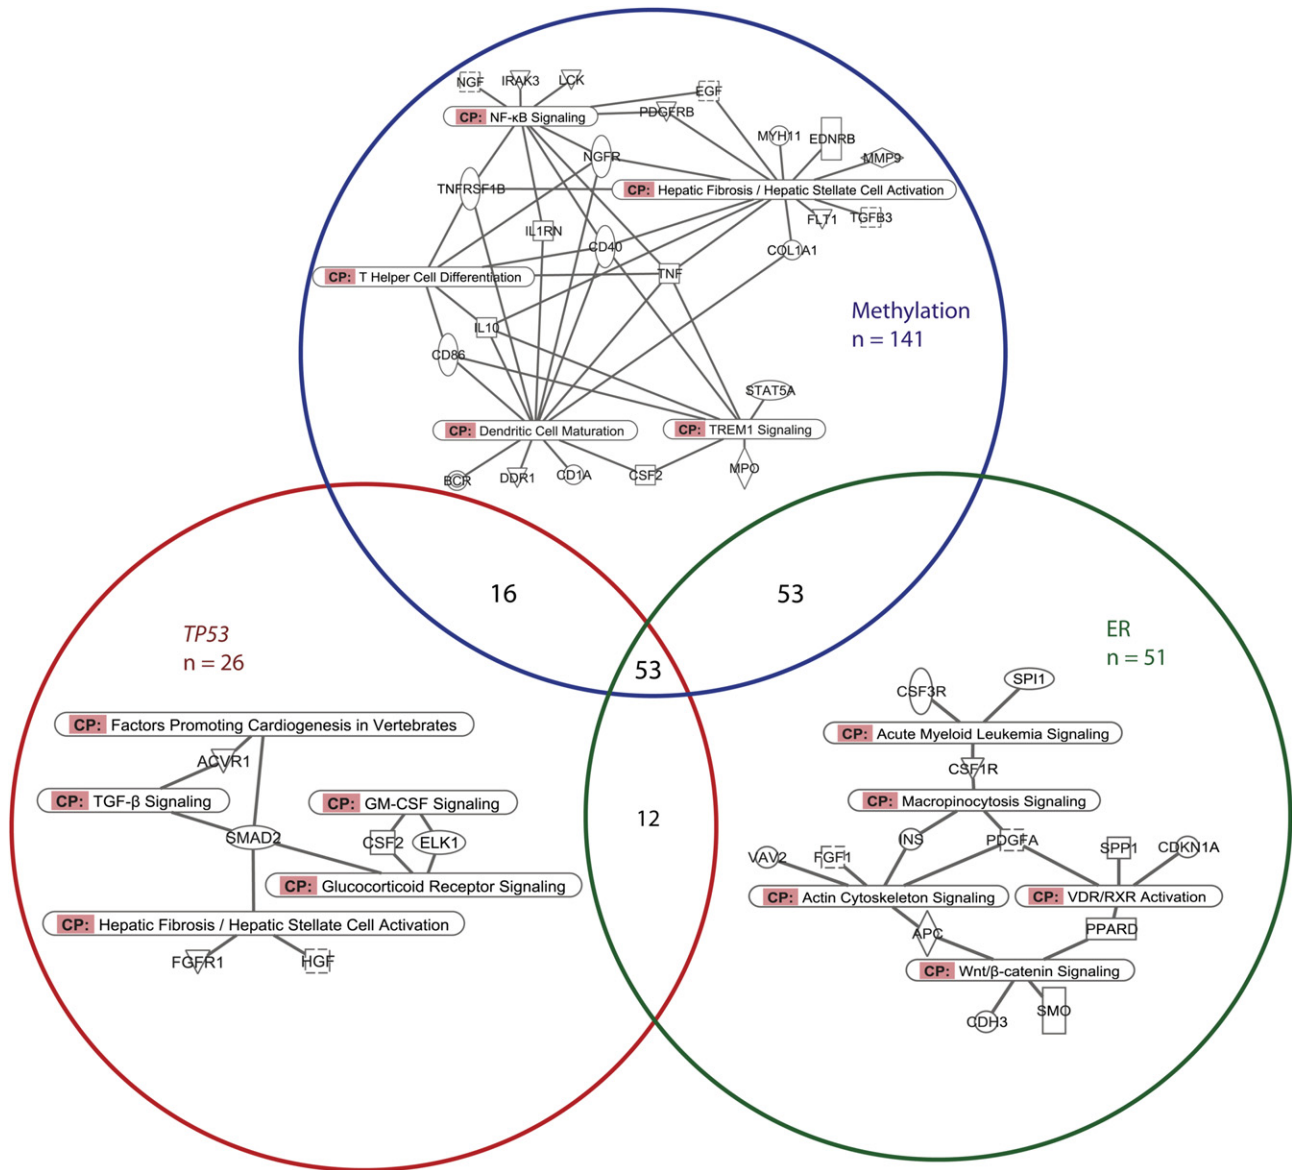 NGF
IRAK3
LCK
EGF
PDGFRB
CP: NF-κB Signaling
MYH11
EDNRB
MMP9
NGFR
TNFRSF1B
CP: Hepatic Fibrosis / Hepatic Stellate Cell Activation
FLT1
TGFB3
IL1RN
CD40
COL1A1
CP: T Helper Cell Differentiation
TNF
Methylation
n = 141
IL10
CD86
STAT5A
CP: Dendritic Cell Maturation
CP: TREM1 Signaling
BCR
DDR1
CD1A
CSF2
MPO
16
53
TP53
n = 26
53
ER
n = 51
CSF3R
SPI1
CP: Factors Promoting Cardiogenesis in Vertebrates
CP: Acute Myeloid Leukemia Signaling
ACVR1
CSF1R
CP: TGF-β Signaling
CP: GM-CSF Signaling
CP: Macropinocytosis Signaling
12
SMAD2
CSF2
ELK1
INS
PDGFA
VAV2
FGF1
SPP1
CDKN1A
CP: Glucocorticoid Receptor Signaling
CP: Actin Cytoskeleton Signaling
CP: VDR/RXR Activation
CP: Hepatic Fibrosis / Hepatic Stellate Cell Activation
APC
PPARD
FGFR1
HGF
CP: Wnt/β-catenin Signaling
CDH3
SMO